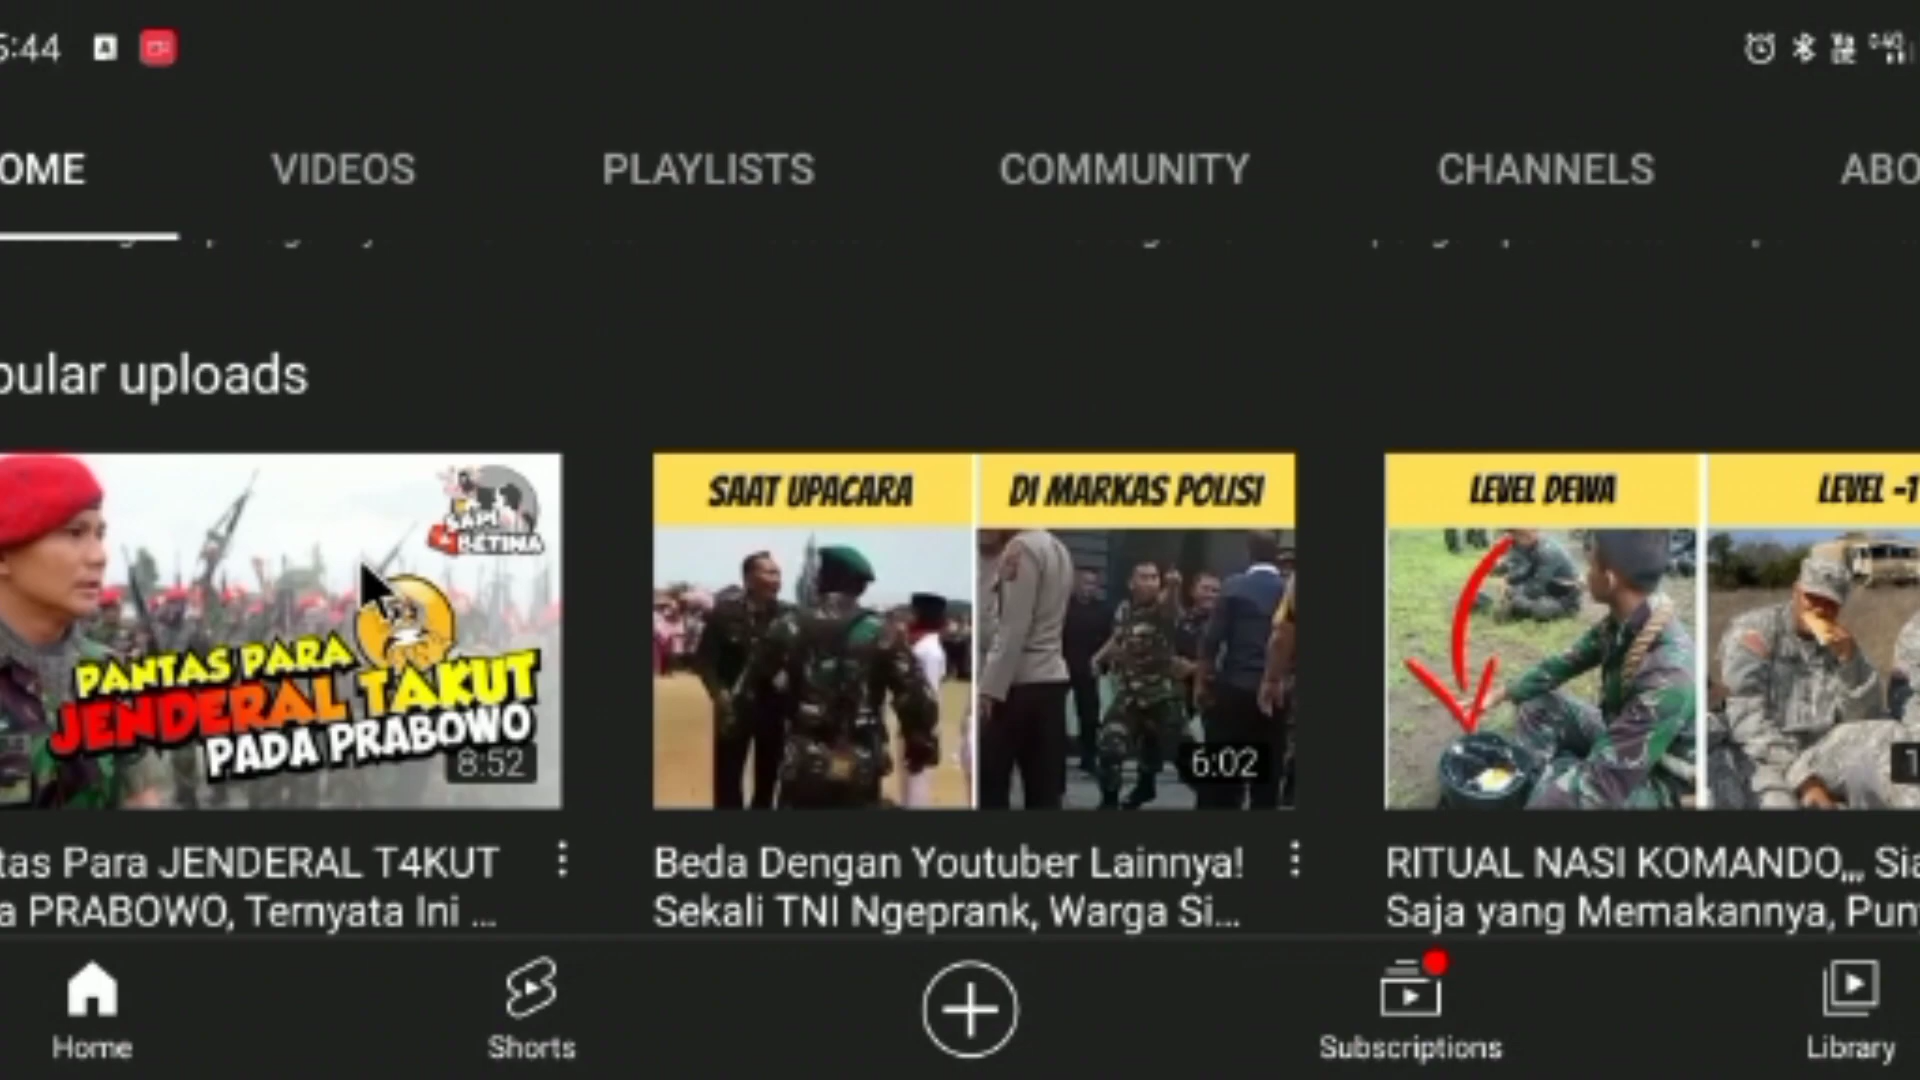 5:44
OME VIDEOS PLAYLISTS COMMUNITY CHANNELS ABO
pular uploads
SAPI
BETINA
PANTAS PARA
JENDERAL TAKUT
PADA PRABOWO
8:52
SAAT UPACARA DI MARKAS POLISI
6:02
LEVEL DEWA LEVEL -1
1
tas Para JENDERAL T4KUT
a PRABOWO, Ternyata Ini ...
Beda Dengan Youtuber Lainnya!
Sekali TNI Ngeprank, Warga Si...
RITUAL NASI KOMANDO,,, Sia
Saja yang Memakannya, Pun
Home Shorts Subscriptions Library